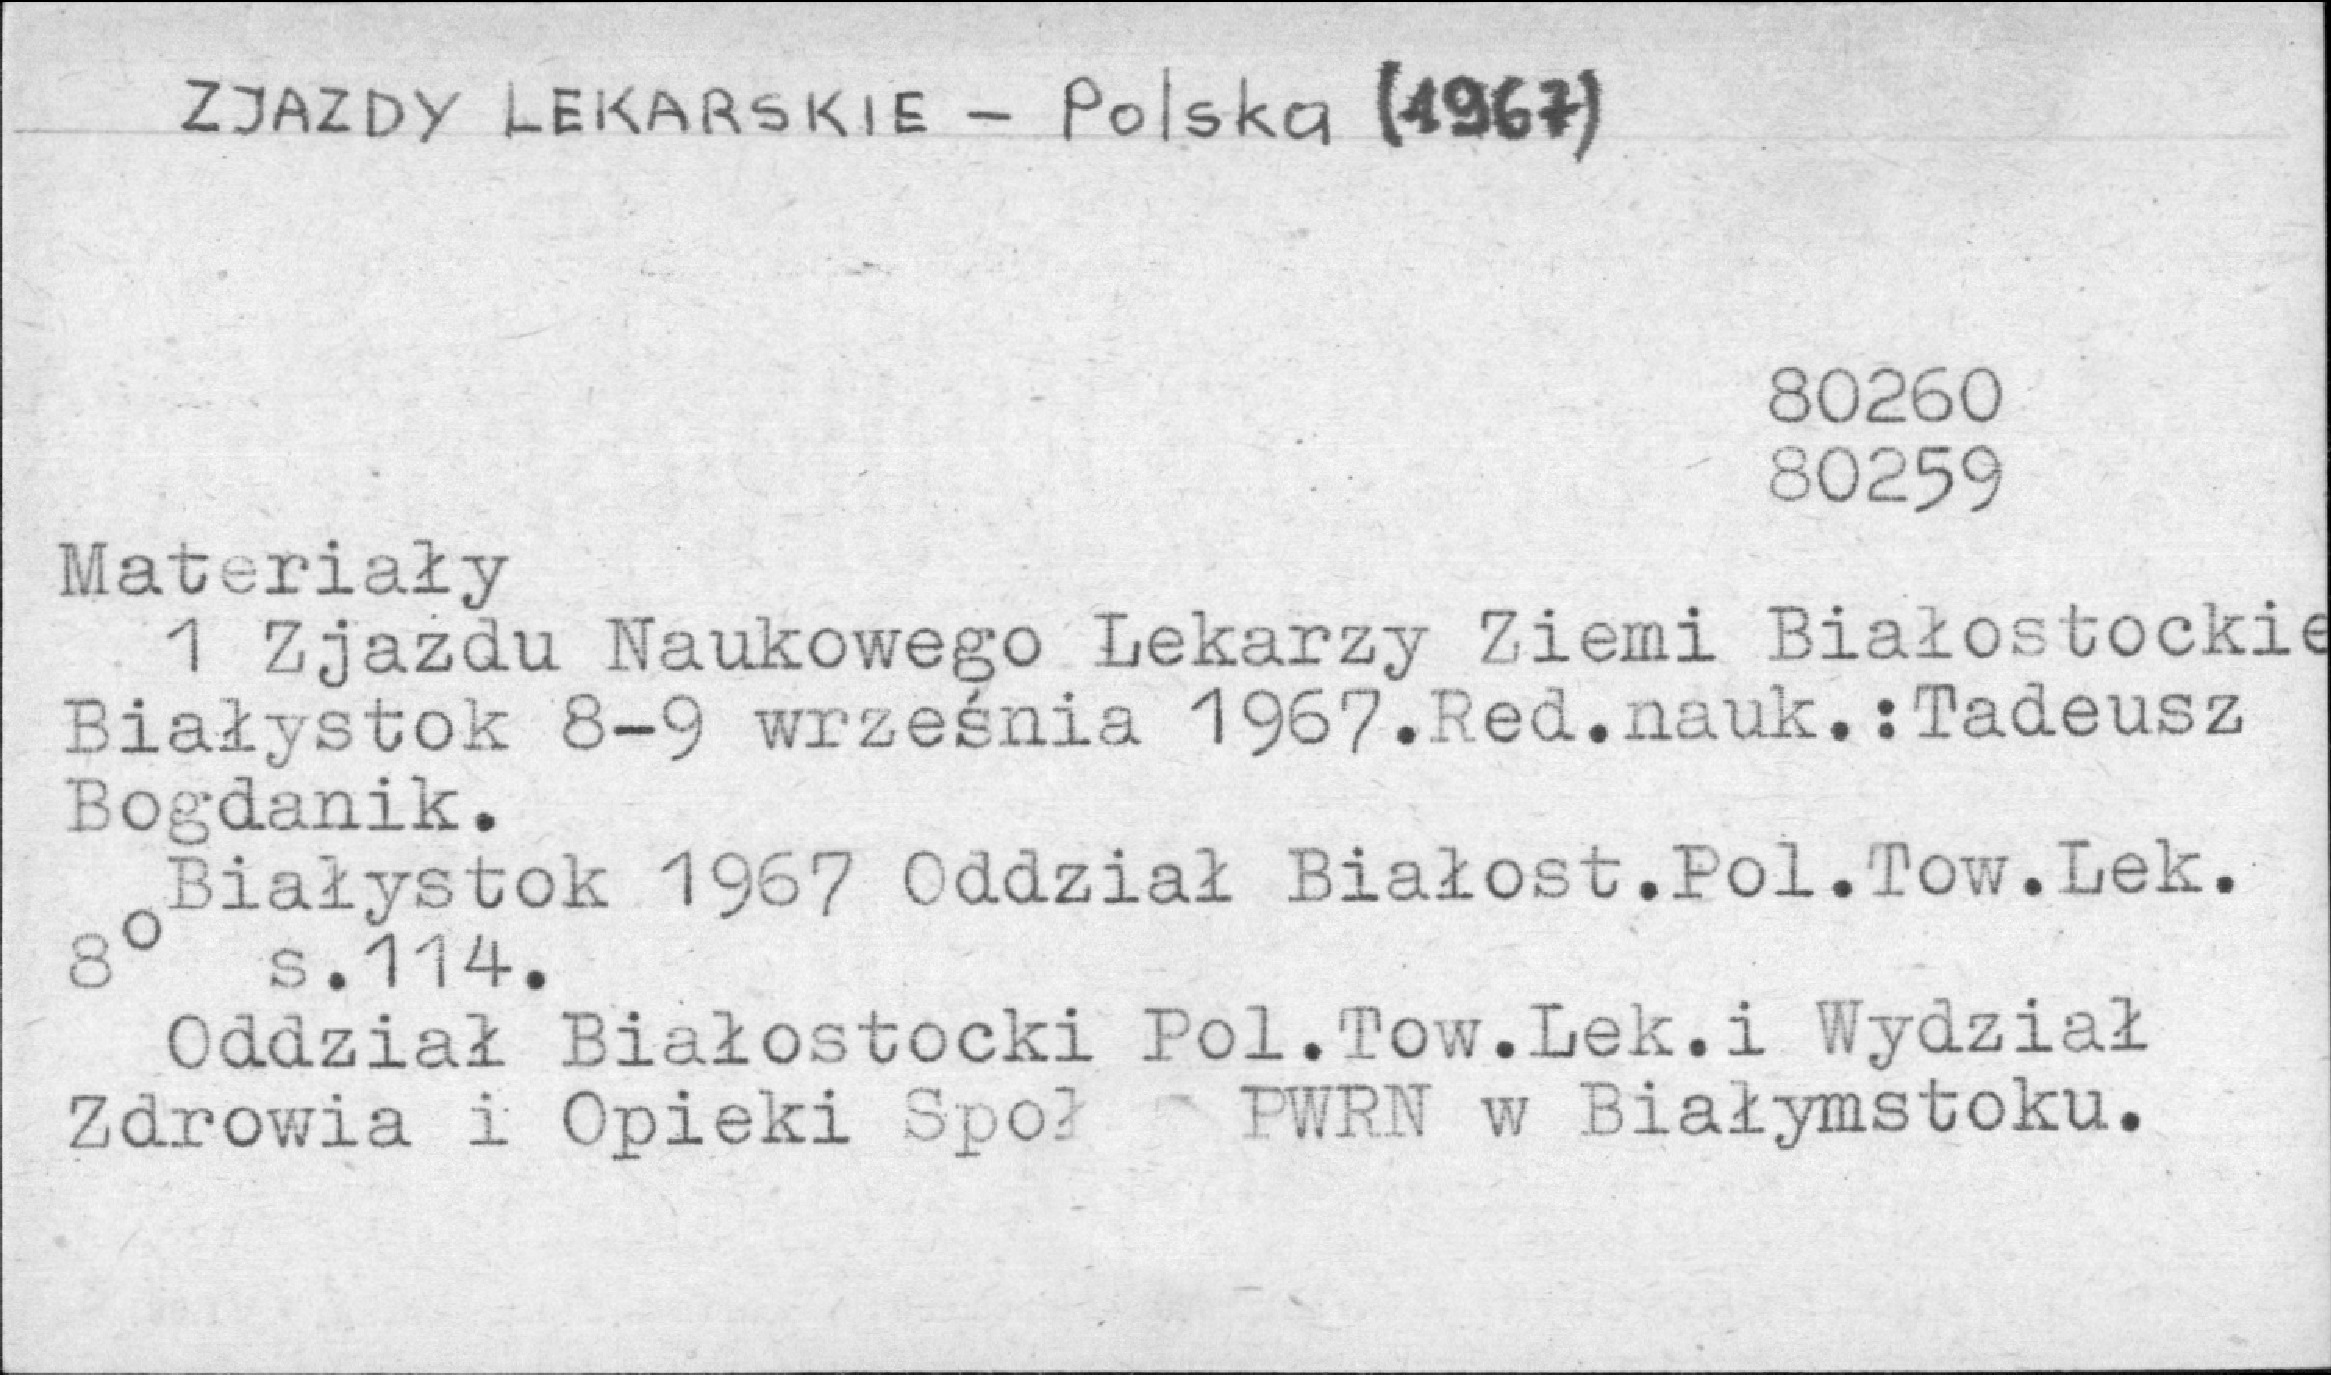 ZJAZDY LEKARSKIE - Polska (1967)
80260
80259
Materiały
1 Zjazdu Naukowego Lekarzy Ziemi Białostockie
Białystok 8-9 września 1967.Red.nauk.:Tadeusz
Bogdanik.
Białystok 1967 Oddział Białost.Pol.Tow.Lek.
8° s.114.
Oddział Białostocki Pol.Tow.Lek.i Wydział
Zdrowia i Opieki Społ PWRN w Białymstoku.